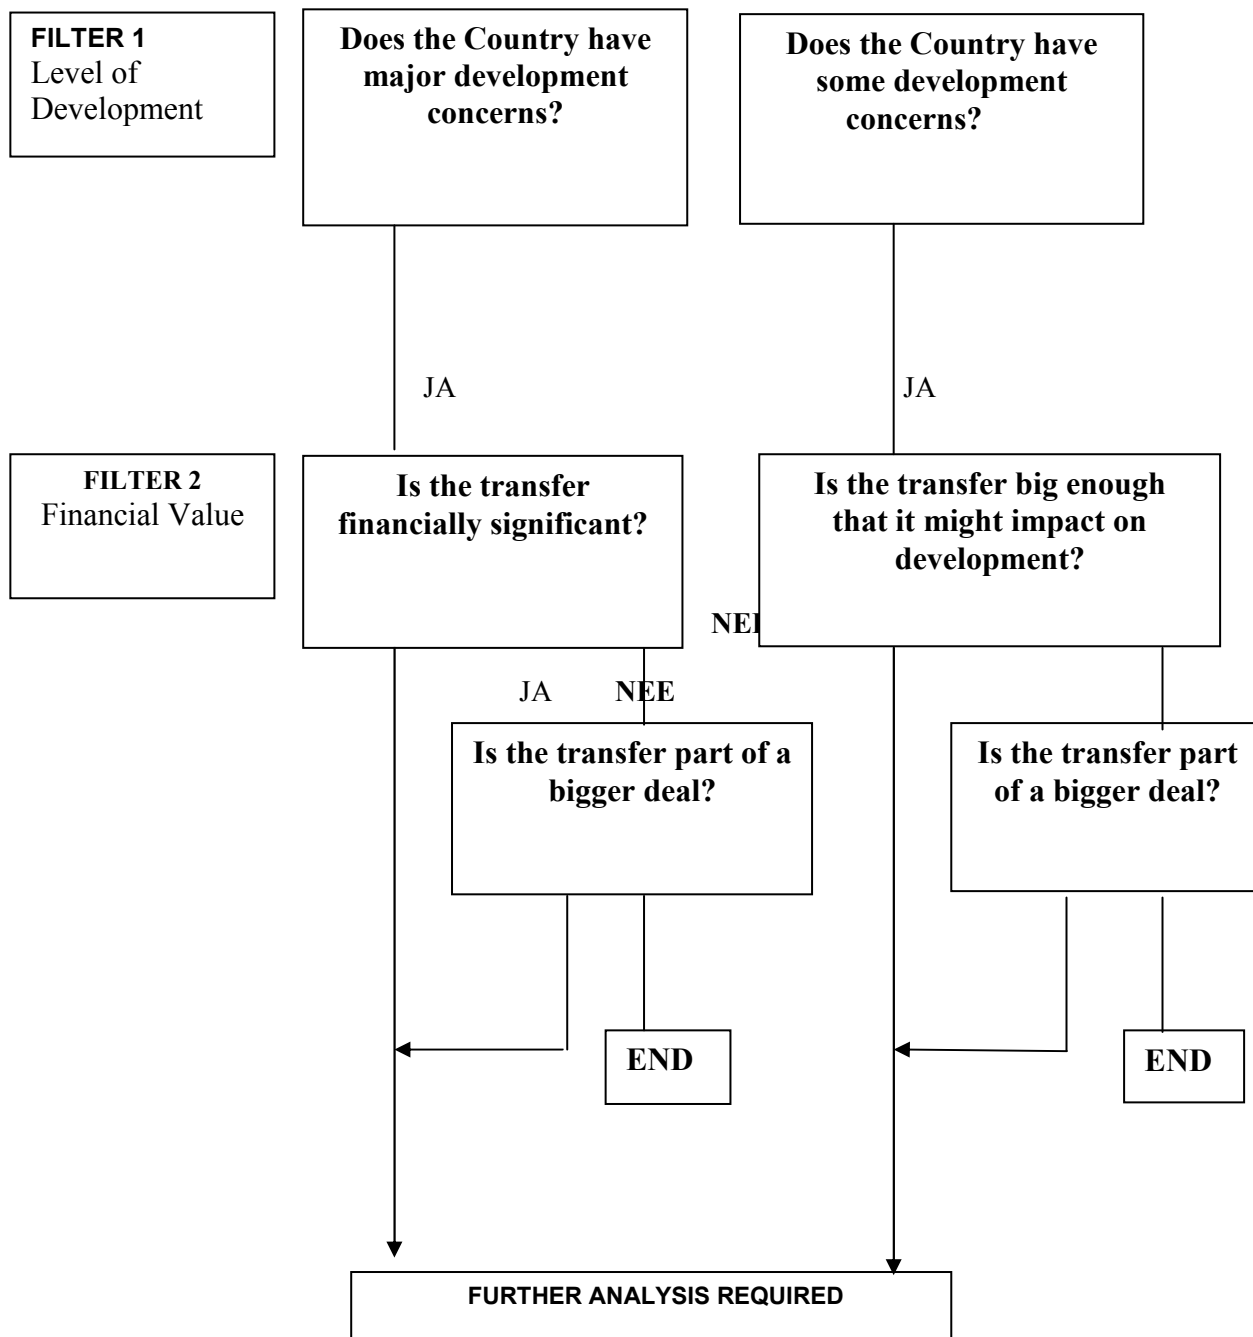 FILTER 1
Level of
Development
Does the Country have
major development
concerns?
Does the Country have
some development
concerns?
JA
JA
FILTER 2
Financial Value
Is the transfer
financially significant?
Is the transfer big enough
that it might impact on
development?
JA
NEE
Is the transfer part of a
bigger deal?
Is the transfer part
of a bigger deal?
END
END
FURTHER ANALYSIS REQUIRED